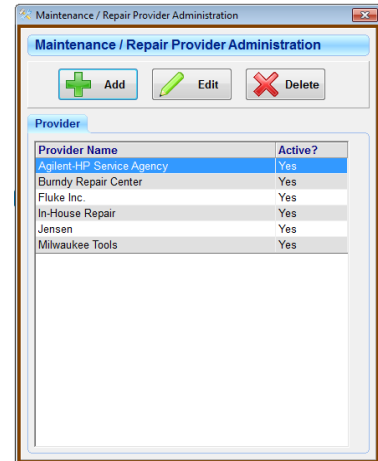 Maintenance / Repair Provider Administration
Maintenance / Repair Provider Administration
Add Edit Delete
Provider
Provider Name Active?
Agilent-HP Service Agency Yes
Burndy Repair Center Yes
Fluke Inc. Yes
In-House Repair Yes
Jensen Yes
Milwaukee Tools Yes